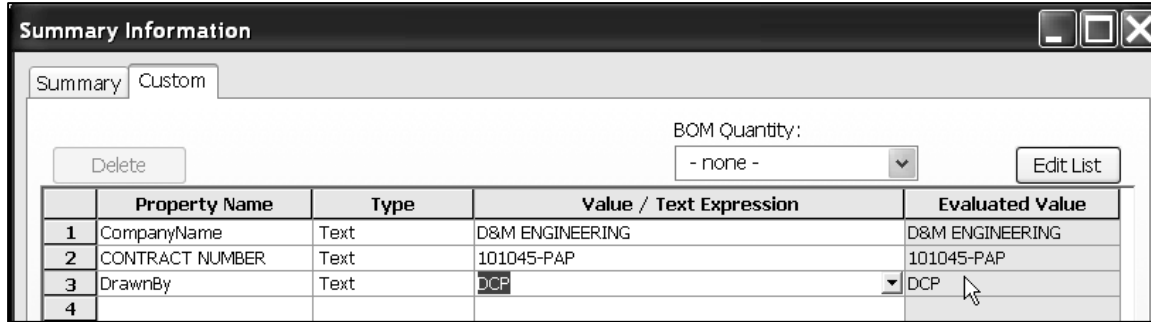 Summary Information
Summary Custom
BOM Quantity:
Delete - none - Edit List
Property Name Type Value / Text Expression Evaluated Value
1 CompanyName Text D&M ENGINEERING D&M ENGINEERING
2 CONTRACT NUMBER Text 101045-PAP 101045-PAP
3 DrawnBy Text DCP DCP
4